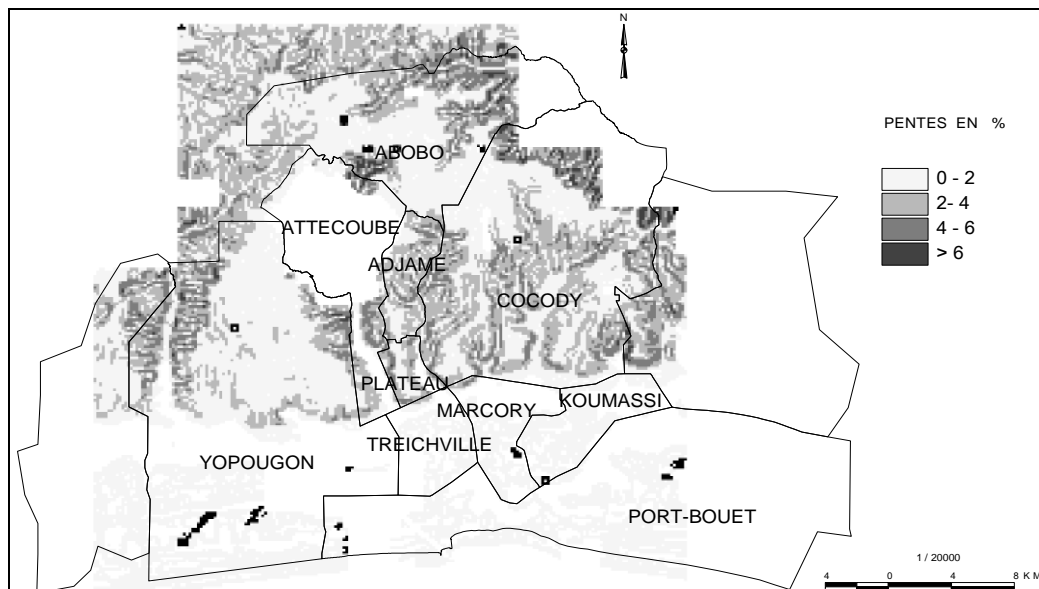 N
PENTES EN %
0 - 2
2- 4
4 - 6
> 6
ABOBO
ATTECOUBE
ADJAME
COCODY
PLATEAU
MARCORY
KOUMASSI
TREICHVILLE
YOPOUGON
PORT-BOUET
1 / 20000
4 0 4 8 K M